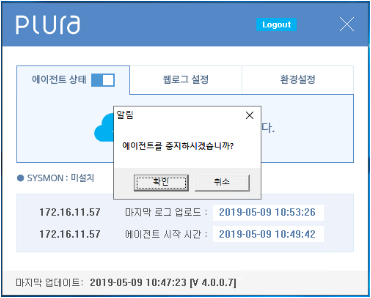 PLURA
Logout
에이전트 상태
웹로그 설정
환경설정
알림
다.
에이전트를 중지하시겠습니까?
확인
취소
SYSMON : 미설치
172.16.11.57 마지막 로그 업로드 : 2019-05-09 10:53:26
172.16.11.57 에이전트 시작 시간 : 2019-05-09 10:49:42
마지막 업데이트: 2019-05-09 10:47:23 [V 4.0.0.7]